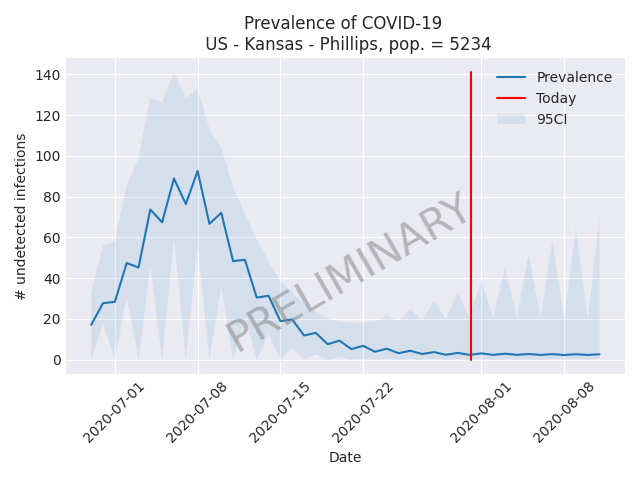 Prevalence of COVID-19
US - Kansas - Phillips, pop. = 5234
140
120
100
80
60
40
20
0
# undetected infections
Prevalence
Today
95CI
PRELIMINARY
2020-07-01
2020-07-08
2020-07-15
2020-07-22
2020-08-01
2020-08-08
Date